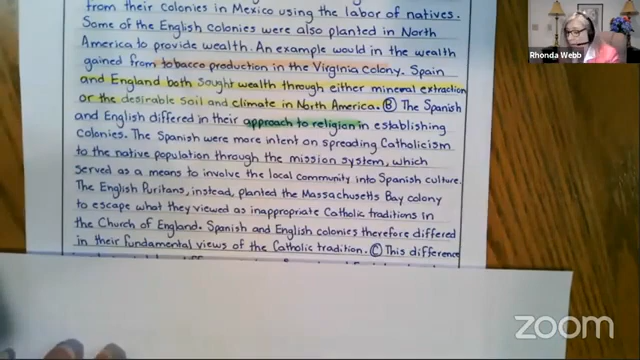 from their colonies in Mexico using the labor of natives.
Some of the English colonies were also planted in North
America to provide wealth. An example would in the wealth
gained from tobacco production in the Virginia colony. Spain
and England both sought wealth through either mineral extraction
or the desirable soil and climate in North America. Ⓑ The Spanish
and English differed in their approach to religion in establishing
colonies. The Spanish were more intent on spreading Catholicism
to the native population through the mission system, which
served as a means to involve the local community into Spanish culture.
The English Puritans, instead, planted the Massachusetts Bay colony
to escape what they viewed as inappropriate Catholic traditions in
the Church of England. Spanish and English colonies therefore differed
in their fundamental views of the Catholic tradition. Ⓒ This difference
Rhonda Webb
zoom